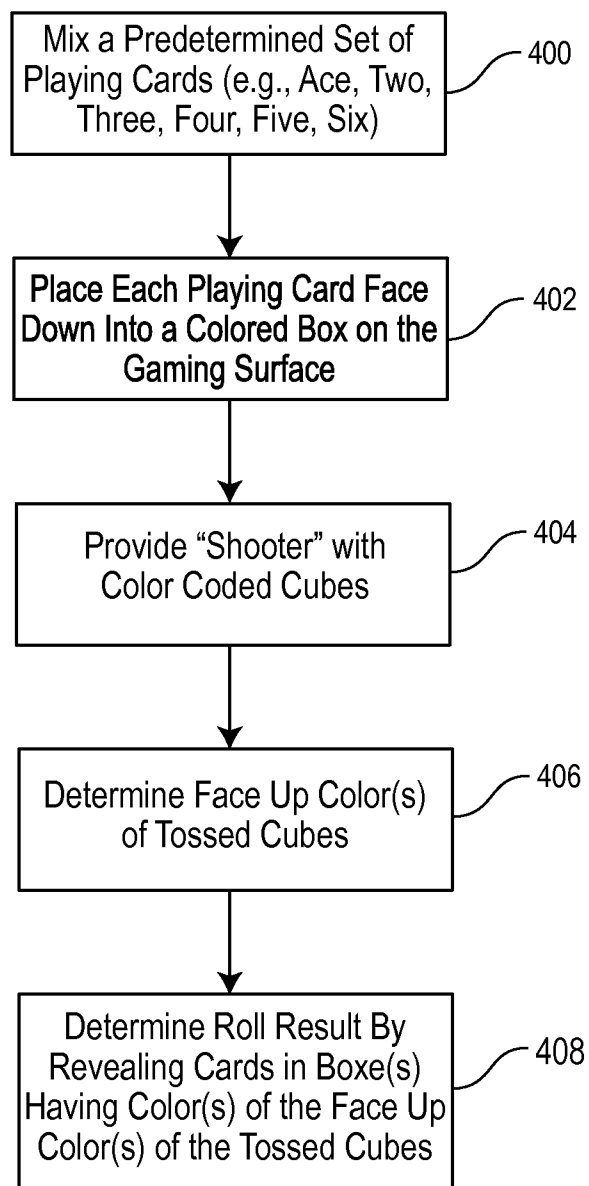 Mix a Predetermined Set of
Playing Cards (e.g., Ace, Two,
Three, Four, Five, Six)
400
Place Each Playing Card Face
Down Into a Colored Box on the
Gaming Surface
402
Provide “Shooter” with
Color Coded Cubes
404
Determine Face Up Color(s)
of Tossed Cubes
406
Determine Roll Result By
Revealing Cards in Boxe(s)
Having Color(s) of the Face Up
Color(s) of the Tossed Cubes
408